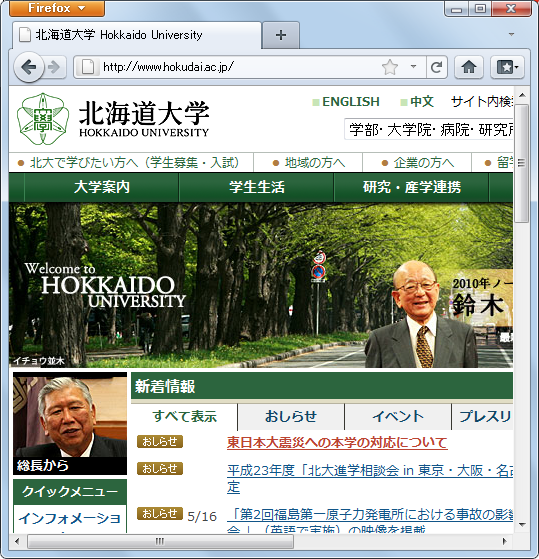 Firefox
北海道大学 Hokkaido University
http://www.hokudai.ac.jp/
北海道大学
HOKKAIDO UNIVERSITY
ENGLISH 中文 サイト内検
学部・大学院・病院・研究所
北大で学びたい方へ（学生募集・入試） 地域の方へ 企業の方へ 留学
大学案内 学生生活 研究・産学連携
Welcome to
HOKKAIDO
UNIVERSITY
2010年ノー
鈴木
イチョウ並木
総長から
クイックメニュー
インフォメーショ
新着情報
すべて表示 おしらせ イベント プレスリ
おしらせ 東日本大震災への本学の対応について
おしらせ 平成23年度「北大進学相談会 in 東京・大阪・名古
定
おしらせ 5/16 「第2回福島第一原子力発電所における事故の影響
会」（英語で実施）の映像を掲載